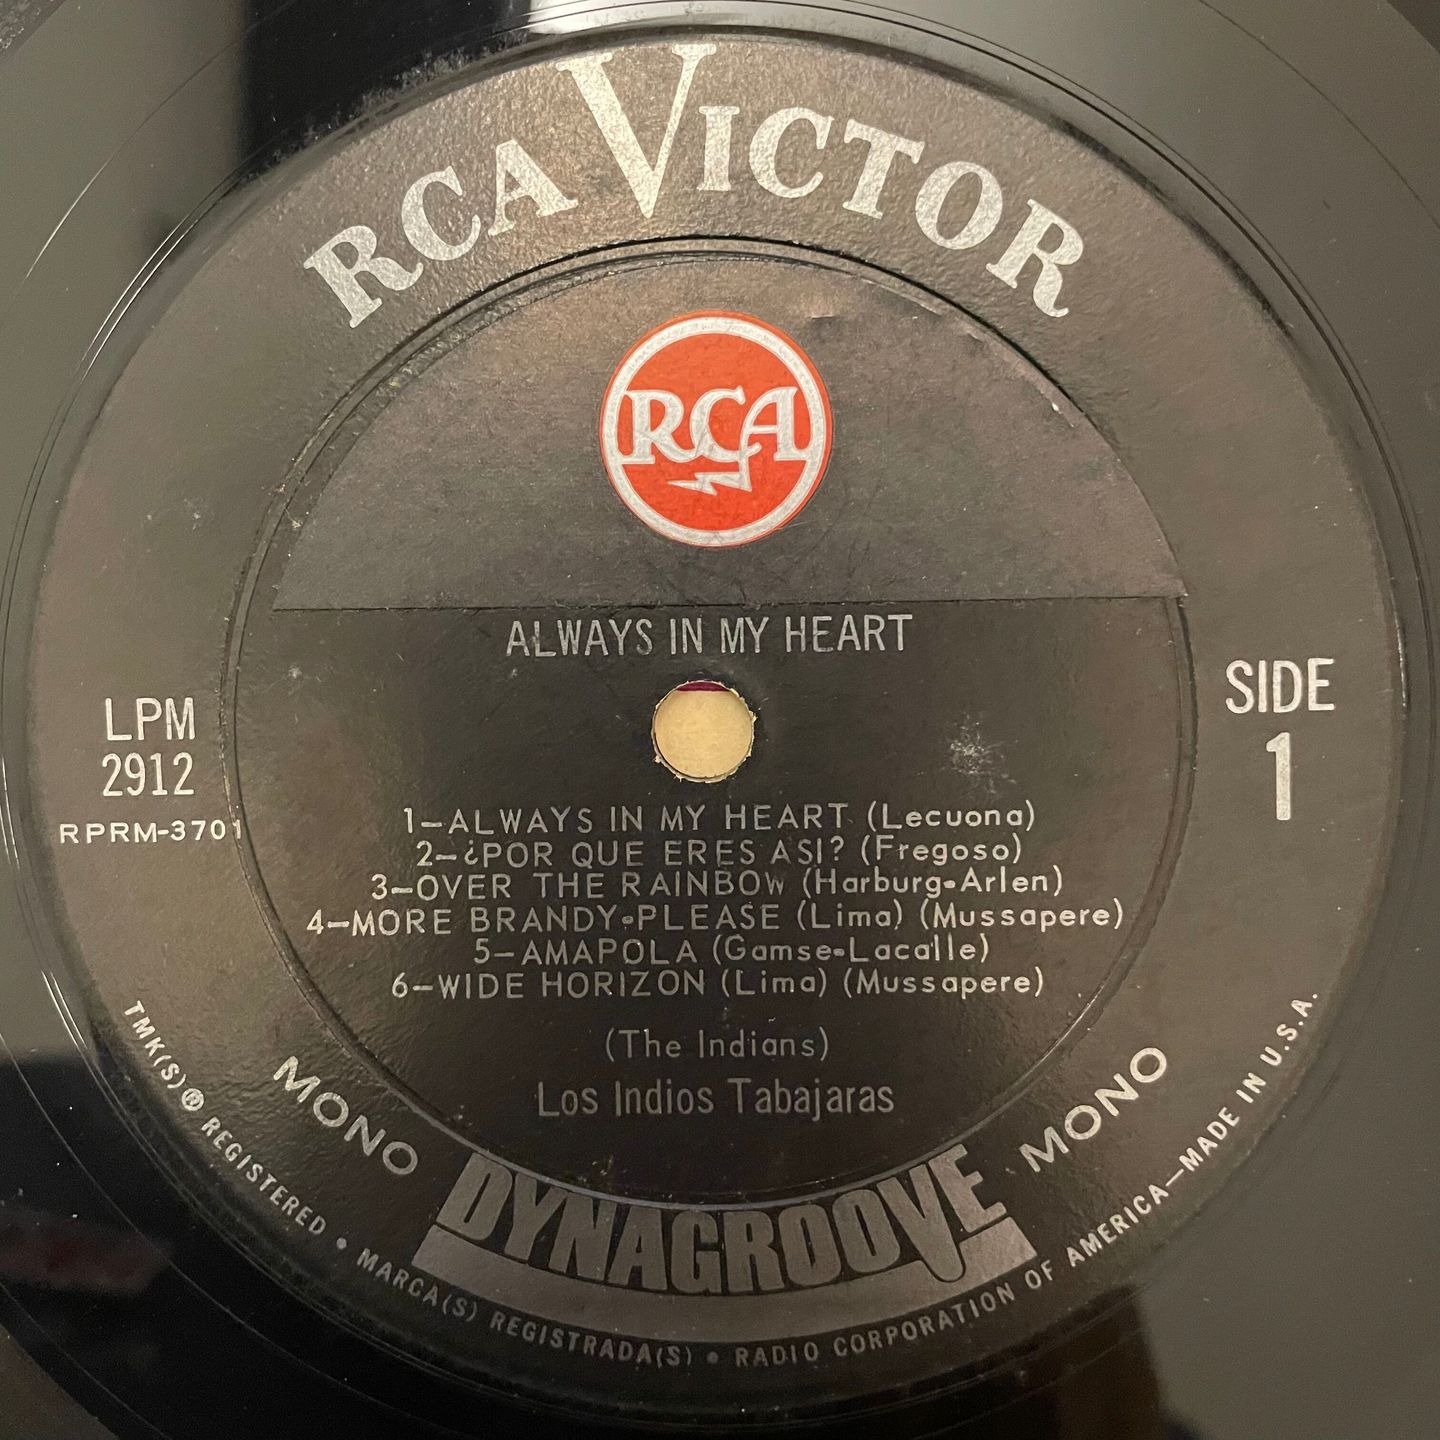 RCA VICTOR
RCA
ALWAYS IN MY HEART
LPM
2912
RPRM-3701
SIDE
1
1–ALWAYS IN MY HEART (Lecuona)
2–¿POR QUE ERES ASI? (Fregoso)
3–OVER THE RAINBOW (Harburg-Arlen)
4–MORE BRANDY-PLEASE (Lima) (Mussapere)
5–AMAPOLA (Gamse-Lacalle)
6–WIDE HORIZON (Lima) (Mussapere)
(The Indians)
Los Indios Tabajaras
MONO
DYNAGROOVE
MONO
TMK(S)® REGISTERED • MARCA(S) REGISTRADA(S) • RADIO CORPORATION OF AMERICA—MADE IN U.S.A.